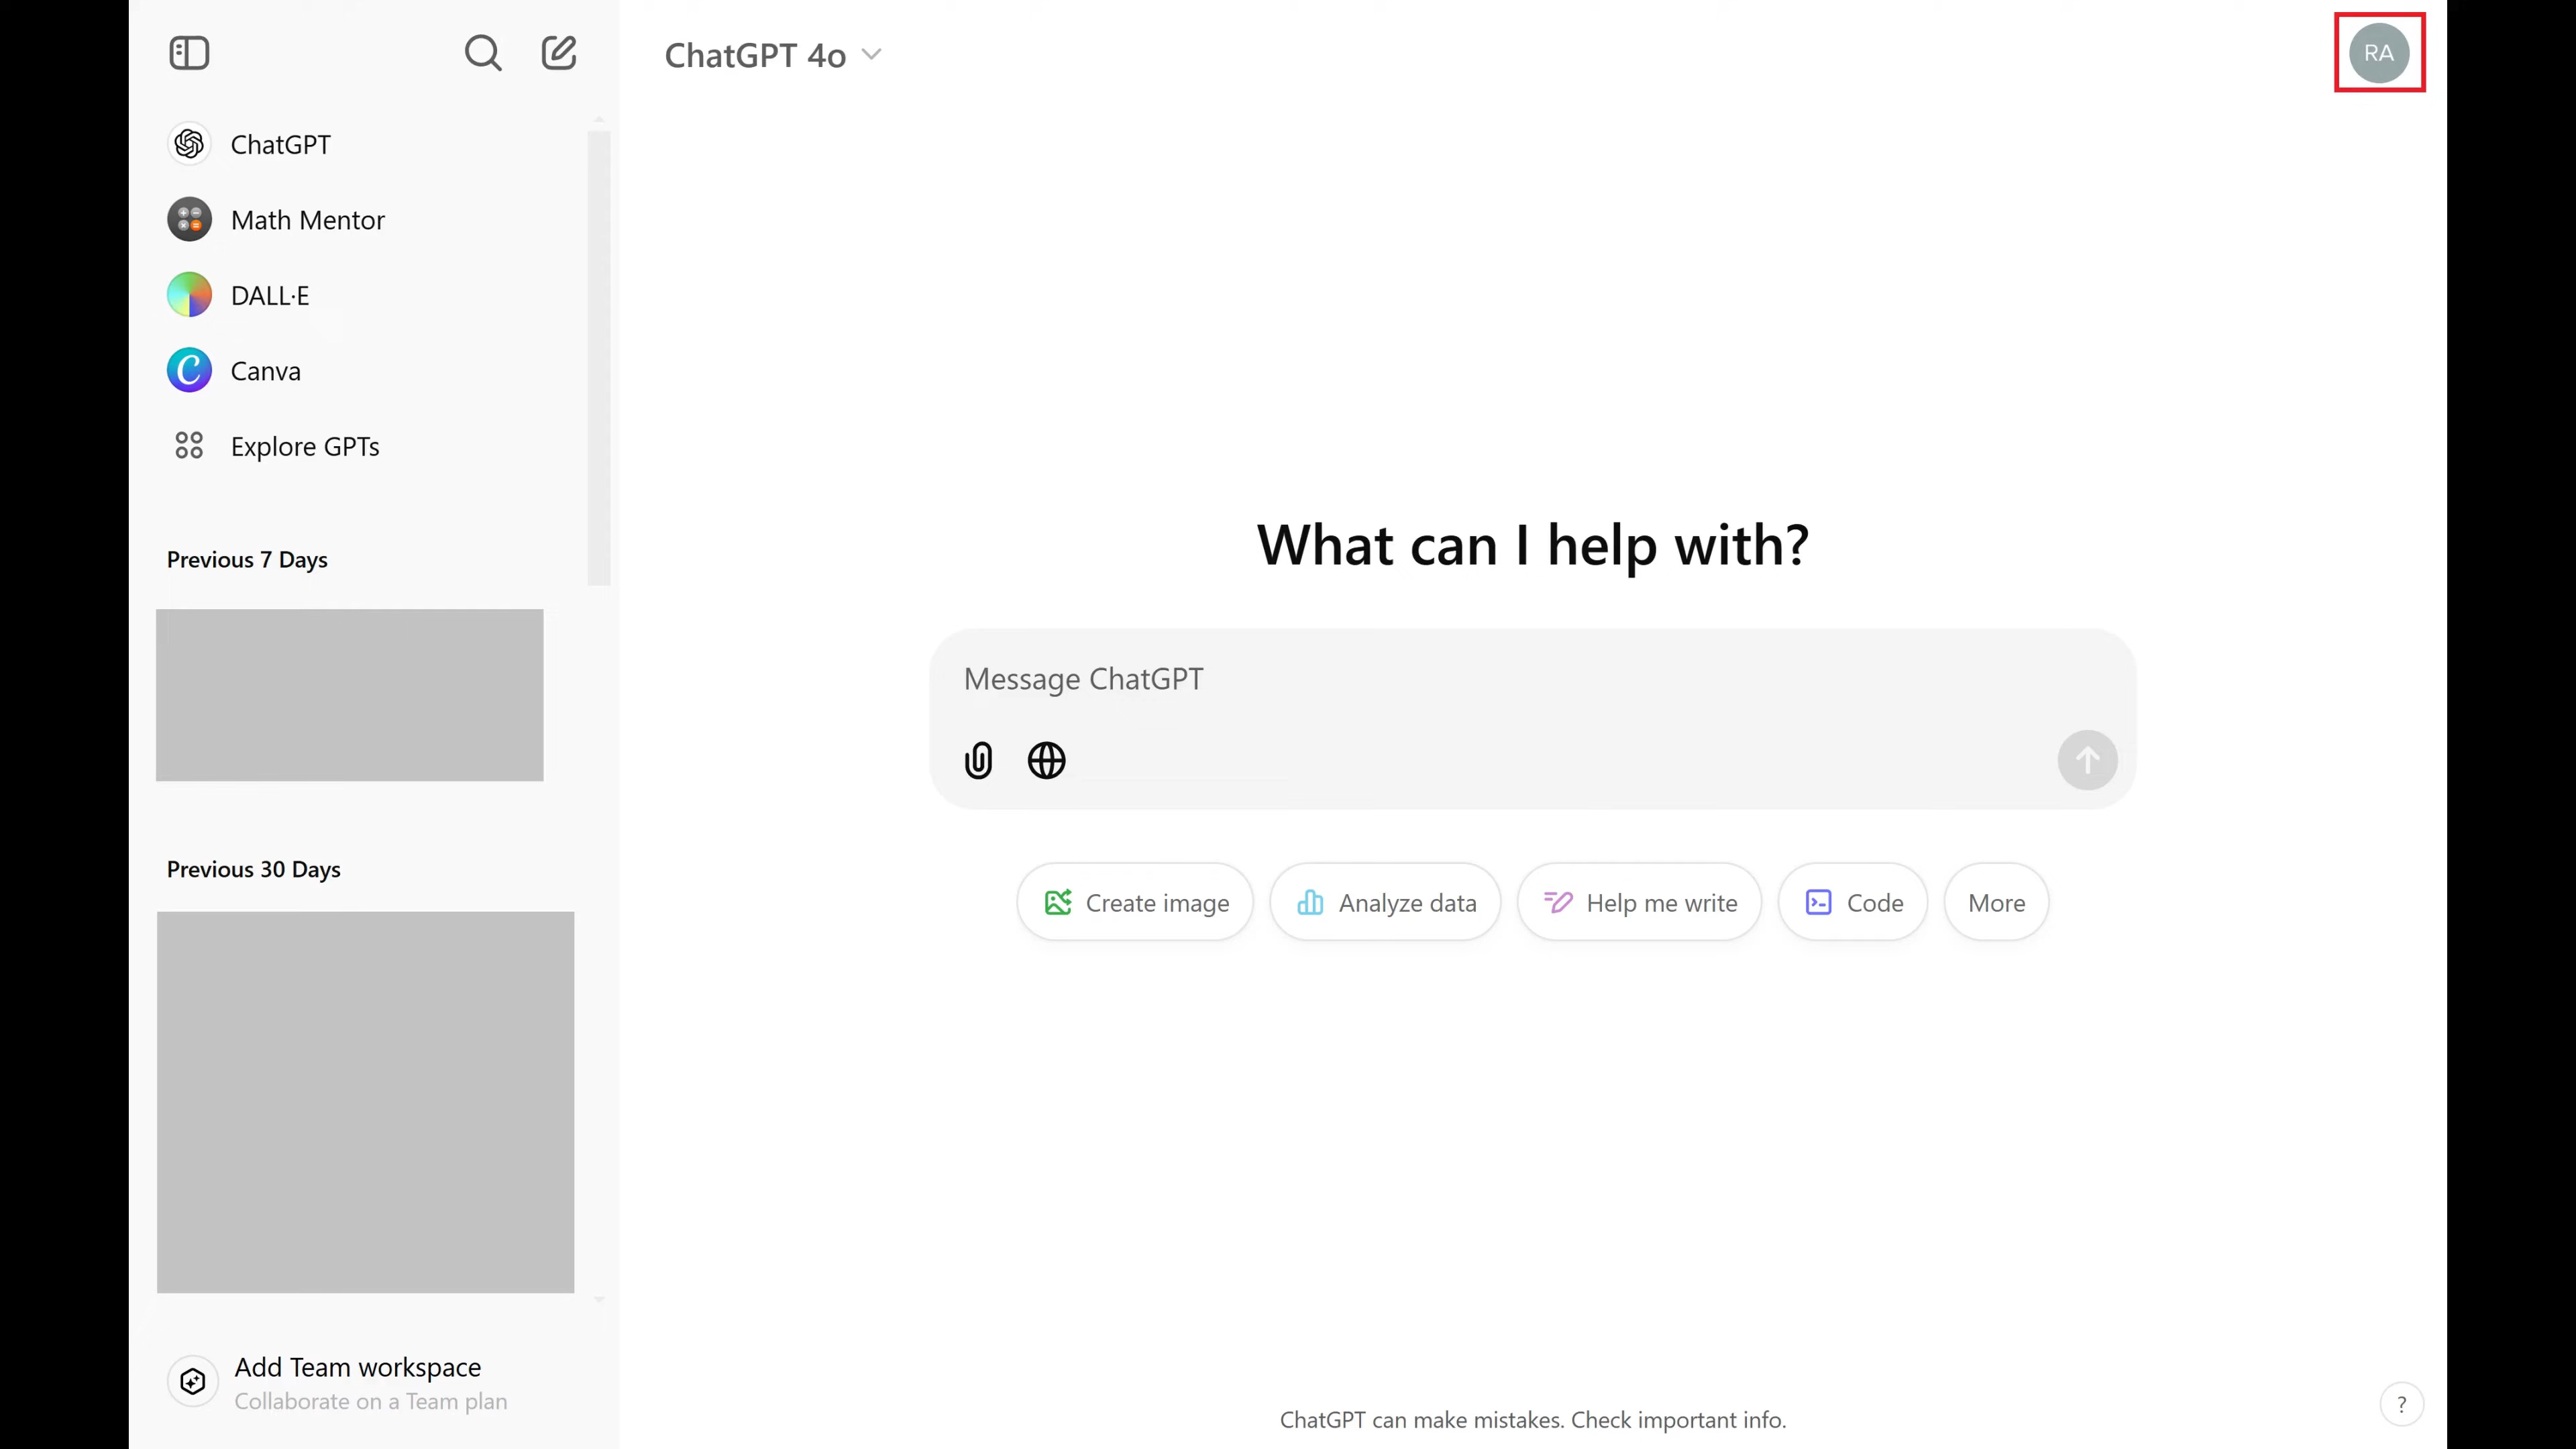 ChatGPT 4o
RA
ChatGPT
Math Mentor
DALL·E
Canva
Explore GPTs
Previous 7 Days
Previous 30 Days
Add Team workspace
Collaborate on a Team plan
What can I help with?
Message ChatGPT
Create image
Analyze data
Help me write
Code
More
ChatGPT can make mistakes. Check important info.
?